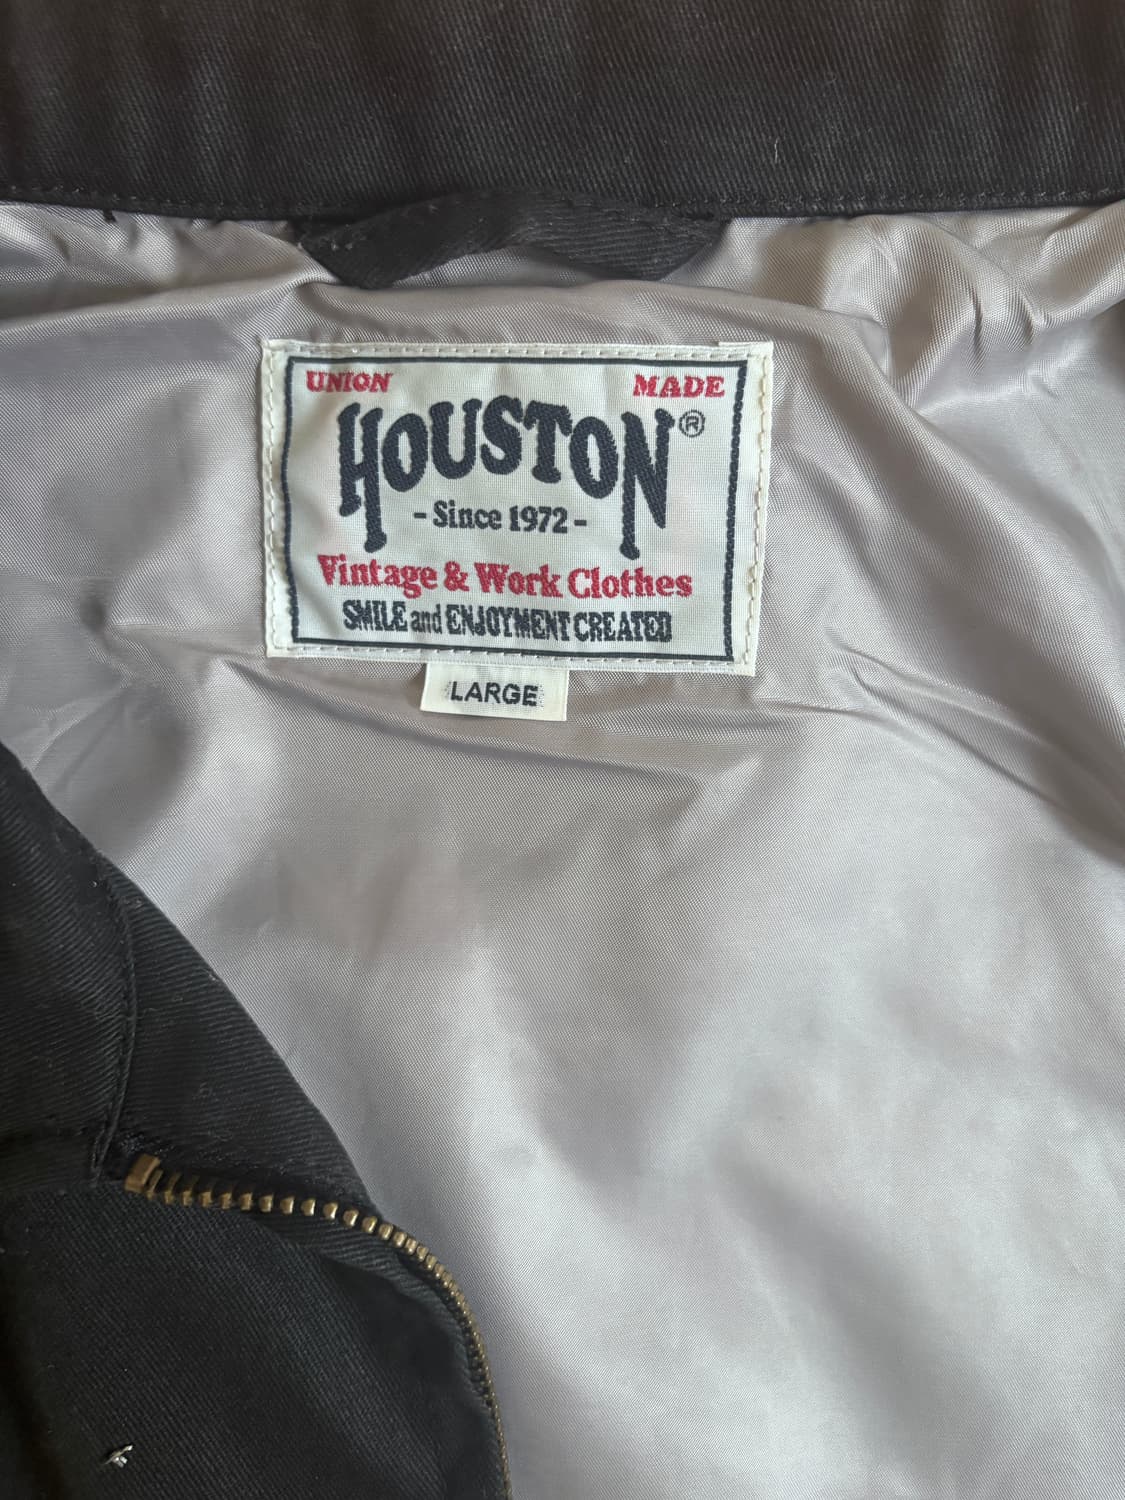 UNION MADE
HOUSTON®
- Since 1972 -
Vintage & Work Clothes
SMILE and ENJOYMENT CREATED
LARGE